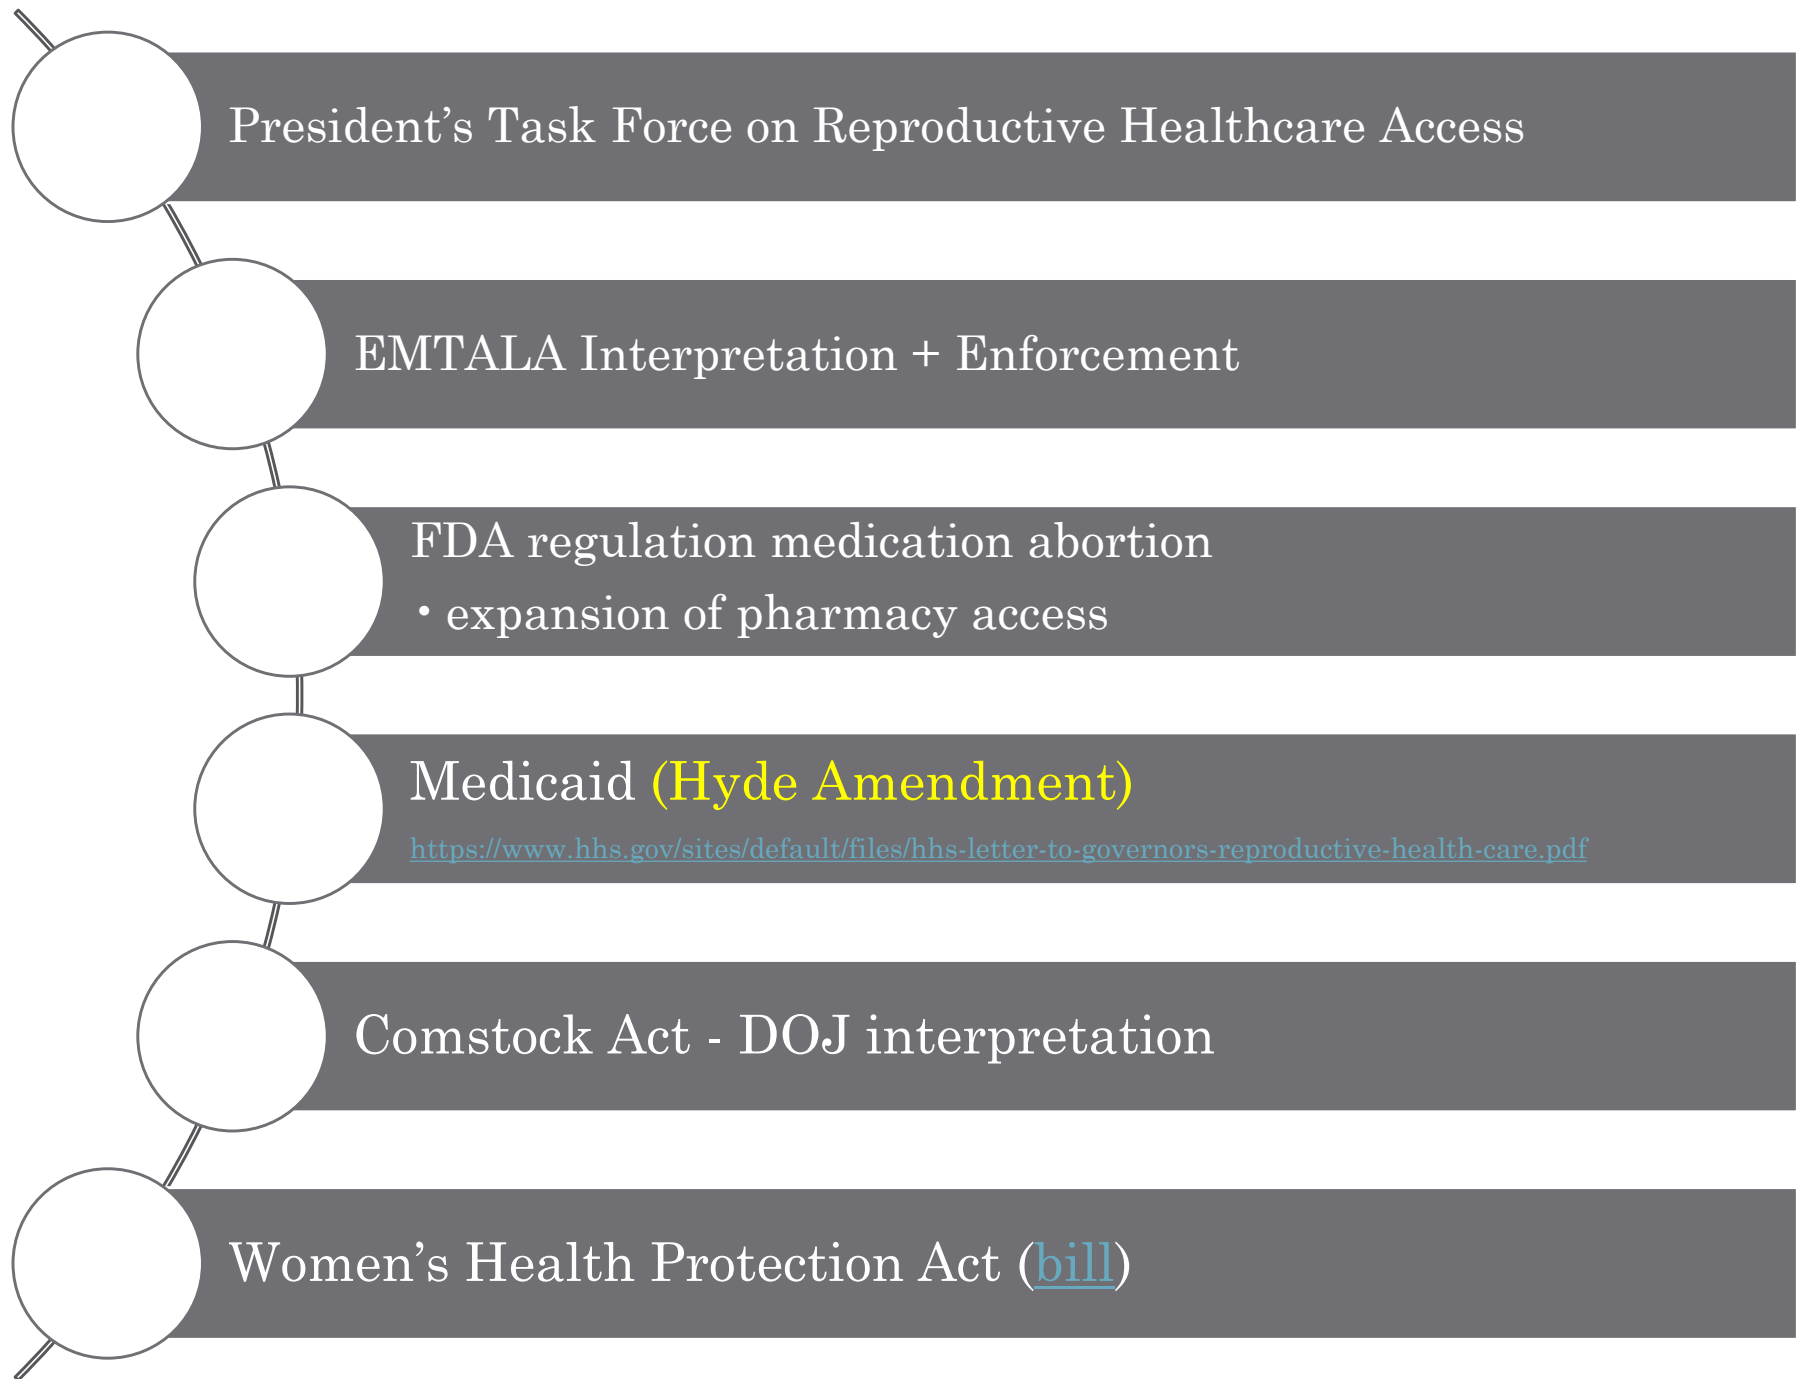 President’s Task Force on Reproductive Healthcare Access
EMTALA Interpretation + Enforcement
FDA regulation medication abortion
• expansion of pharmacy access
Medicaid (Hyde Amendment)
https://www.hhs.gov/sites/default/files/hhs-letter-to-governors-reproductive-health-care.pdf
Comstock Act - DOJ interpretation
Women’s Health Protection Act (bill)